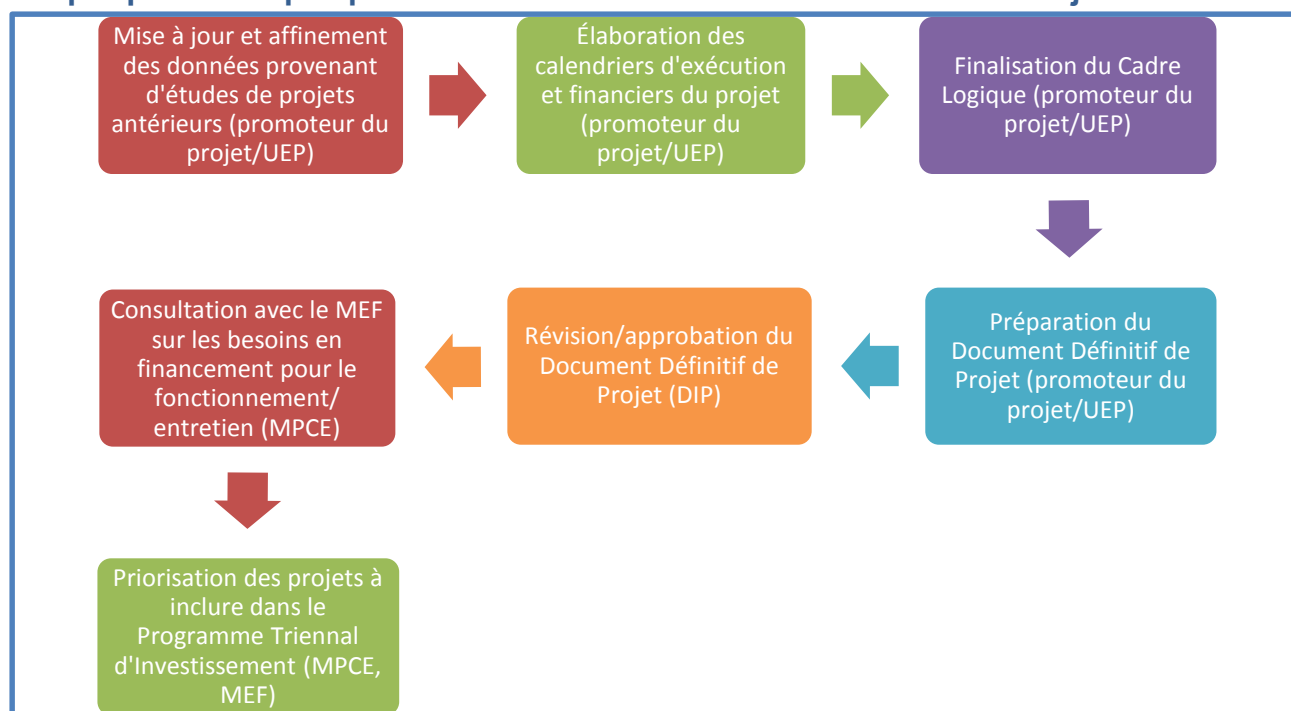 Mise à jour et affinement
des données provenant
d'études de projets
antérieurs (promoteur du
projet/UEP)
Élaboration des
calendriers d'exécution
et financiers du projet
(promoteur du
projet/UEP)
Finalisation du Cadre
Logique (promoteur du
projet/UEP)
Préparation du
Document Définitif de
Projet (promoteur du
projet/UEP)
Révision/approbation du
Document Définitif de
Projet (DIP)
Consultation avec le MEF
sur les besoins en
financement pour le
fonctionnement/
entretien (MPCE)
Priorisation des projets à
inclure dans le
Programme Triennal
d'Investissement (MPCE,
MEF)